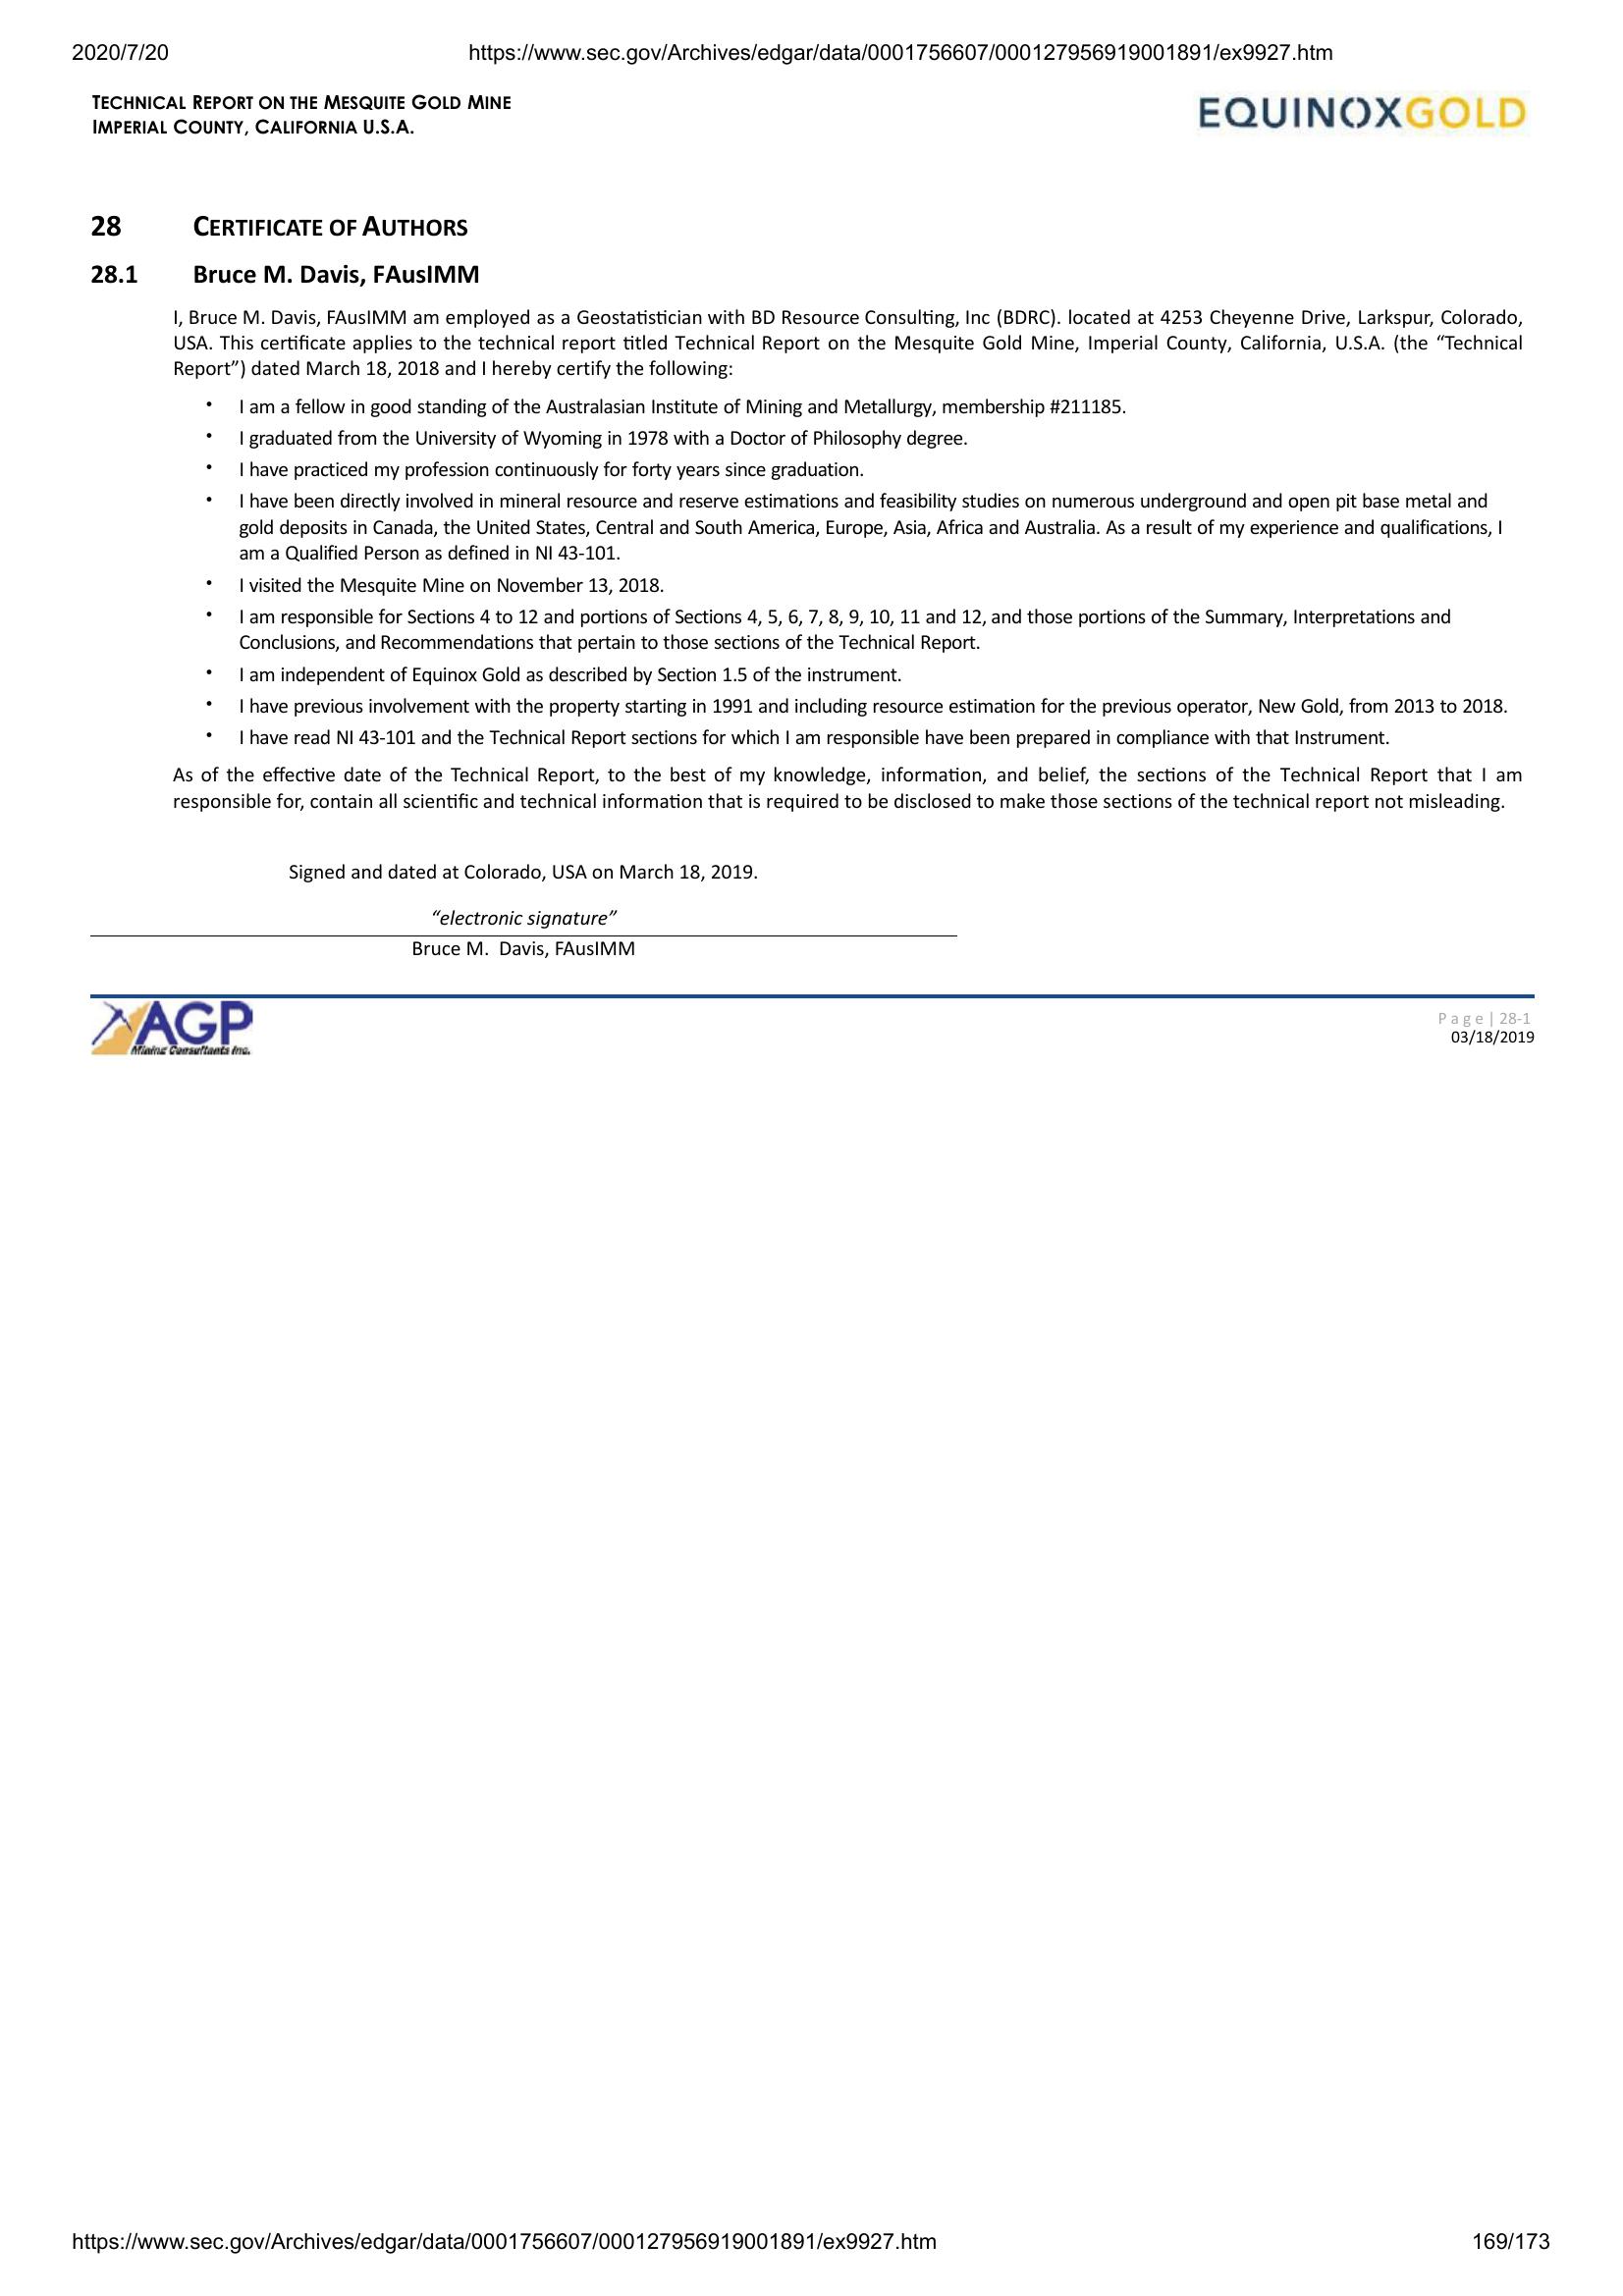 2020/7/20 https://www.sec.gov/Archives/edgar/data/0001756607/000127956919001891/ex9927.htm
TECHNICAL REPORT ON THE MESQUITE GOLD MINE
IMPERIAL COUNTY, CALIFORNIA U.S.A.
EQUINOXGOLD
28 CERTIFICATE OF AUTHORS
28.1 Bruce M. Davis, FAusIMM
I, Bruce M. Davis, FAusIMM am employed as a Geostatistician with BD Resource Consulting, Inc (BDRC). located at 4253 Cheyenne Drive, Larkspur, Colorado,
USA. This certificate applies to the technical report titled Technical Report on the Mesquite Gold Mine, Imperial County, California, U.S.A. (the “Technical
Report”) dated March 18, 2018 and I hereby certify the following:
• I am a fellow in good standing of the Australasian Institute of Mining and Metallurgy, membership #211185.
• I graduated from the University of Wyoming in 1978 with a Doctor of Philosophy degree.
• I have practiced my profession continuously for forty years since graduation.
• I have been directly involved in mineral resource and reserve estimations and feasibility studies on numerous underground and open pit base metal and
gold deposits in Canada, the United States, Central and South America, Europe, Asia, Africa and Australia. As a result of my experience and qualifications, I
am a Qualified Person as defined in NI 43-101.
• I visited the Mesquite Mine on November 13, 2018.
• I am responsible for Sections 4 to 12 and portions of Sections 4, 5, 6, 7, 8, 9, 10, 11 and 12, and those portions of the Summary, Interpretations and
Conclusions, and Recommendations that pertain to those sections of the Technical Report.
• I am independent of Equinox Gold as described by Section 1.5 of the instrument.
• I have previous involvement with the property starting in 1991 and including resource estimation for the previous operator, New Gold, from 2013 to 2018.
• I have read NI 43-101 and the Technical Report sections for which I am responsible have been prepared in compliance with that Instrument.
As of the effective date of the Technical Report, to the best of my knowledge, information, and belief, the sections of the Technical Report that I am
responsible for, contain all scientific and technical information that is required to be disclosed to make those sections of the technical report not misleading.
Signed and dated at Colorado, USA on March 18, 2019.
“electronic signature”
Bruce M. Davis, FAusIMM
AGP
Mining Consultants Inc.
Page | 28-1
03/18/2019
https://www.sec.gov/Archives/edgar/data/0001756607/000127956919001891/ex9927.htm 169/173